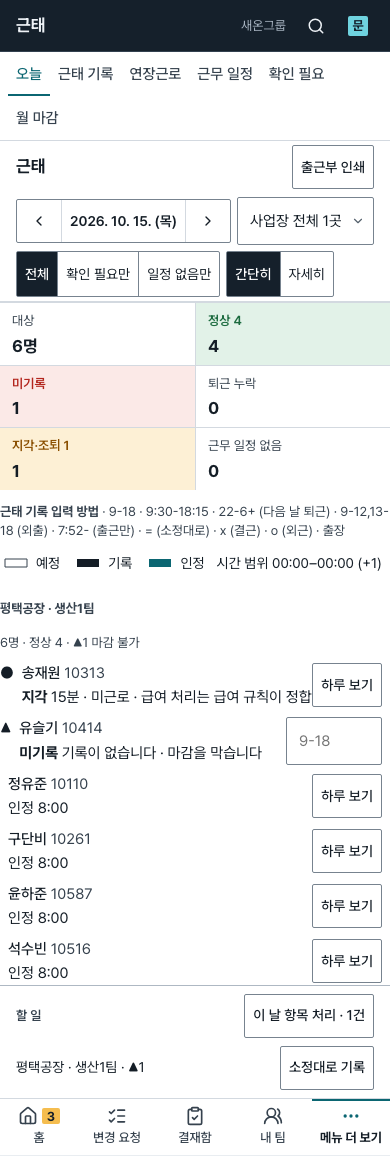 근태 새온그룹 문
오늘 근태 기록 연장근로 근무 일정 확인 필요
월 마감
근태 출근부 인쇄
2026. 10. 15. (목) 사업장 전체 1곳
전체 확인 필요만 일정 없음만 간단히 자세히
대상 정상 4
6명 4
미기록 퇴근 누락
1 0
지각·조퇴 1 근무 일정 없음
1 0
근태 기록 입력 방법 · 9-18 · 9:30-18:15 · 22-6+ (다음 날 퇴근) · 9-12,13-
18 (외출) · 7:52- (출근만) · = (소정대로) · x (결근) · o (외근) · 출장
예정 기록 인정 시간 범위 00:00–00:00 (+1)
평택공장 · 생산1팀
6명 · 정상 4 · ▲1 마감 불가
● 송재원 10313 하루 보기
지각 15분 · 미근로 · 급여 처리는 급여 규칙이 정합
▲ 유슬기 10414 9-18
미기록 기록이 없습니다 · 마감을 막습니다
정유준 10110 하루 보기
인정 8:00
구단비 10261 하루 보기
인정 8:00
윤하준 10587 하루 보기
인정 8:00
석수빈 10516 하루 보기
인정 8:00
할 일 이 날 항목 처리 · 1건
평택공장 · 생산1팀 · ▲1 소정대로 기록
3
홈 변경 요청 결재함 내 팀 메뉴 더 보기